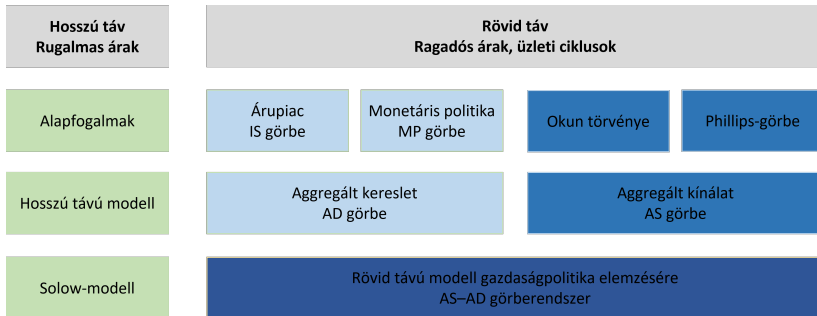 Hosszú táv
Rugalmas árak
Rövid táv
Ragadós árak, üzleti ciklusok
Alapfogalmak
Árupiac
IS görbe
Monetáris politika
MP görbe
Okun törvénye
Phillips-görbe
Hosszú távú modell
Aggregált kereslet
AD görbe
Aggregált kínálat
AS görbe
Solow-modell
Rövid távú modell gazdaságpolitika elemzésére
AS–AD görberendszer